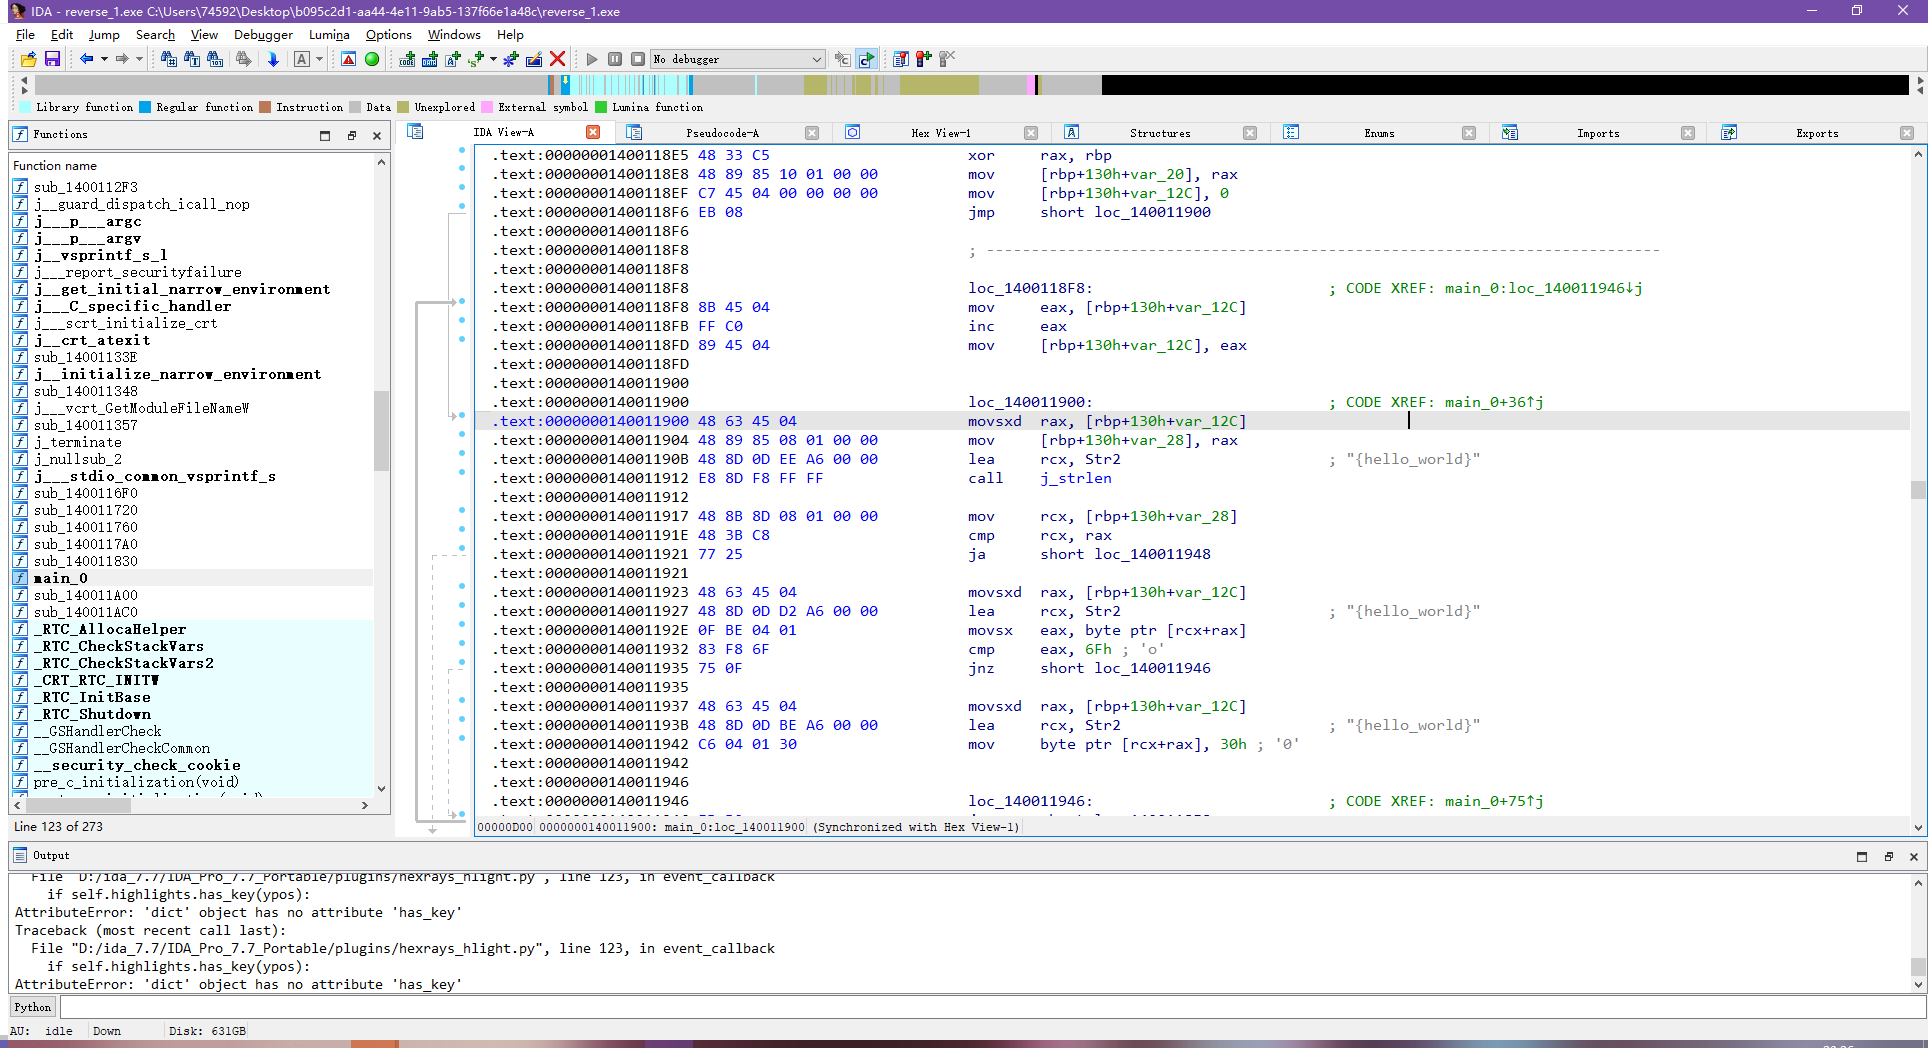 IDA - reverse_1.exe C:\Users\74592\Desktop\b095c2d1-aa44-4e11-9ab5-137f66e1a48c\reverse_1.exe
File Edit Jump Search View Debugger Lumina Options Windows Help
No debugger
Library function Regular function Instruction Data Unexplored External symbol Lumina function
Functions
Function name
sub_1400112F3
j__guard_dispatch_icall_nop
j___p___argc
j___p___argv
j__vsprintf_s_l
j___report_securityfailure
j__get_initial_narrow_environment
j___C_specific_handler
j___scrt_initialize_crt
j__crt_atexit
sub_14001133E
j__initialize_narrow_environment
sub_140011348
j___vcrt_GetModuleFileNameW
sub_140011357
j_terminate
j_nullsub_2
j___stdio_common_vsprintf_s
sub_1400116F0
sub_140011720
sub_140011760
sub_1400117A0
sub_140011830
main_0
sub_140011A00
sub_140011AC0
_RTC_AllocaHelper
_RTC_CheckStackVars
_RTC_CheckStackVars2
_CRT_RTC_INITW
_RTC_InitBase
_RTC_Shutdown
__GSHandlerCheck
__GSHandlerCheckCommon
__security_check_cookie
pre_c_initialization(void)
Line 123 of 273
IDA View-A Pseudocode-A Hex View-1 Structures Enums Imports Exports
.text:00000001400118E5 48 33 C5 xor rax, rbp
.text:00000001400118E8 48 89 85 10 01 00 00 mov [rbp+130h+var_20], rax
.text:00000001400118EF C7 45 04 00 00 00 00 mov [rbp+130h+var_12C], 0
.text:00000001400118F6 EB 08 jmp short loc_140011900
.text:00000001400118F6
.text:00000001400118F8 ; ---------------------------------------------------------------------------
.text:00000001400118F8
.text:00000001400118F8 loc_1400118F8: ; CODE XREF: main_0:loc_140011946↓j
.text:00000001400118F8 8B 45 04 mov eax, [rbp+130h+var_12C]
.text:00000001400118FB FF C0 inc eax
.text:00000001400118FD 89 45 04 mov [rbp+130h+var_12C], eax
.text:00000001400118FD
.text:0000000140011900
.text:0000000140011900 loc_140011900: ; CODE XREF: main_0+36↑j
.text:0000000140011900 48 63 45 04 movsxd rax, [rbp+130h+var_12C]
.text:0000000140011904 48 89 85 08 01 00 00 mov [rbp+130h+var_28], rax
.text:000000014001190B 48 8D 0D EE A6 00 00 lea rcx, Str2 ; "{hello_world}"
.text:0000000140011912 E8 8D F8 FF FF call j_strlen
.text:0000000140011912
.text:0000000140011917 48 8B 8D 08 01 00 00 mov rcx, [rbp+130h+var_28]
.text:000000014001191E 48 3B C8 cmp rcx, rax
.text:0000000140011921 77 25 ja short loc_140011948
.text:0000000140011921
.text:0000000140011923 48 63 45 04 movsxd rax, [rbp+130h+var_12C]
.text:0000000140011927 48 8D 0D D2 A6 00 00 lea rcx, Str2 ; "{hello_world}"
.text:000000014001192E 0F BE 04 01 movsx eax, byte ptr [rcx+rax]
.text:0000000140011932 83 F8 6F cmp eax, 6Fh ; 'o'
.text:0000000140011935 75 0F jnz short loc_140011946
.text:0000000140011935
.text:0000000140011937 48 63 45 04 movsxd rax, [rbp+130h+var_12C]
.text:000000014001193B 48 8D 0D BE A6 00 00 lea rcx, Str2 ; "{hello_world}"
.text:0000000140011942 C6 04 01 30 mov byte ptr [rcx+rax], 30h ; '0'
.text:0000000140011942
.text:0000000140011946
.text:0000000140011946 loc_140011946: ; CODE XREF: main_0+75↑j
00000D00 0000000140011900: main_0:loc_140011900 (Synchronized with Hex View-1)
Output
File "D:/ida_7.7/IDA_Pro_7.7_Portable/plugins/hexrays_hlight.py", line 123, in event_callback
if self.highlights.has_key(ypos):
AttributeError: 'dict' object has no attribute 'has_key'
Traceback (most recent call last):
File "D:/ida_7.7/IDA_Pro_7.7_Portable/plugins/hexrays_hlight.py", line 123, in event_callback
if self.highlights.has_key(ypos):
AttributeError: 'dict' object has no attribute 'has_key'
Python
AU: idle Down Disk: 631GB